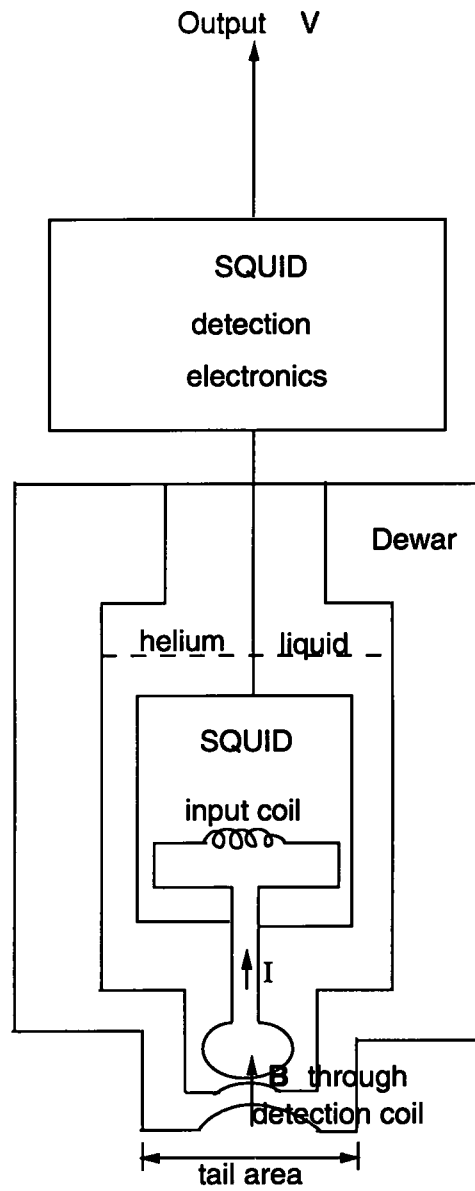 Output V
SQUID
detection
electronics
Dewar
helium liquid
SQUID
input coil
I
B through
detection coil
tail area